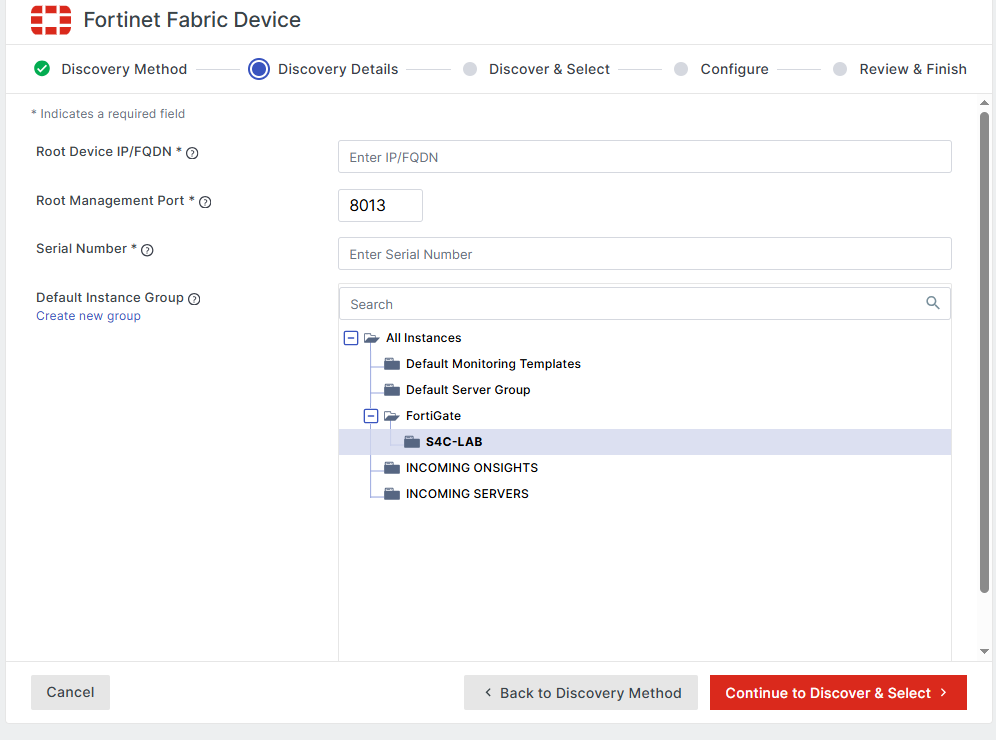 Fortinet Fabric Device
Discovery Method
Discovery Details
Discover & Select
Configure
Review & Finish
* Indicates a required field
Root Device IP/FQDN *
Enter IP/FQDN
Root Management Port *
8013
Serial Number *
Enter Serial Number
Default Instance Group
Create new group
Search
All Instances
Default Monitoring Templates
Default Server Group
FortiGate
S4C-LAB
INCOMING ONSIGHTS
INCOMING SERVERS
Cancel
Back to Discovery Method
Continue to Discover & Select